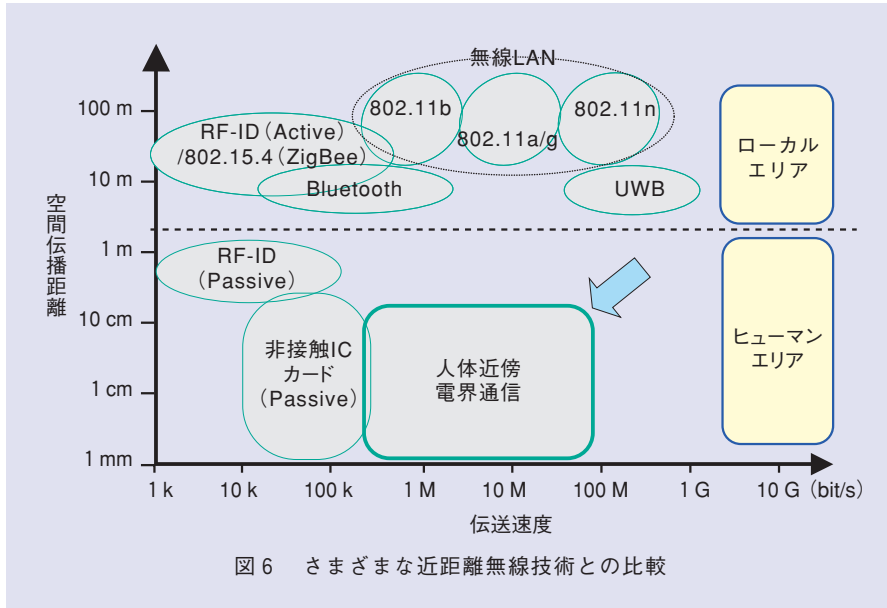 無線LAN
100 m
802.11b
802.11a/g
802.11n
RF-ID（Active）
/802.15.4（ZigBee）
ローカル
エリア
10 m
Bluetooth
UWB
空間伝播距離
1 m
RF-ID
（Passive）
10 cm
非接触IC
カード
（Passive）
人体近傍
電界通信
ヒューマン
エリア
1 cm
1 mm
1 k 10 k 100 k 1 M 10 M 100 M 1 G 10 G（bit/s）
伝送速度
図6 さまざまな近距離無線技術との比較